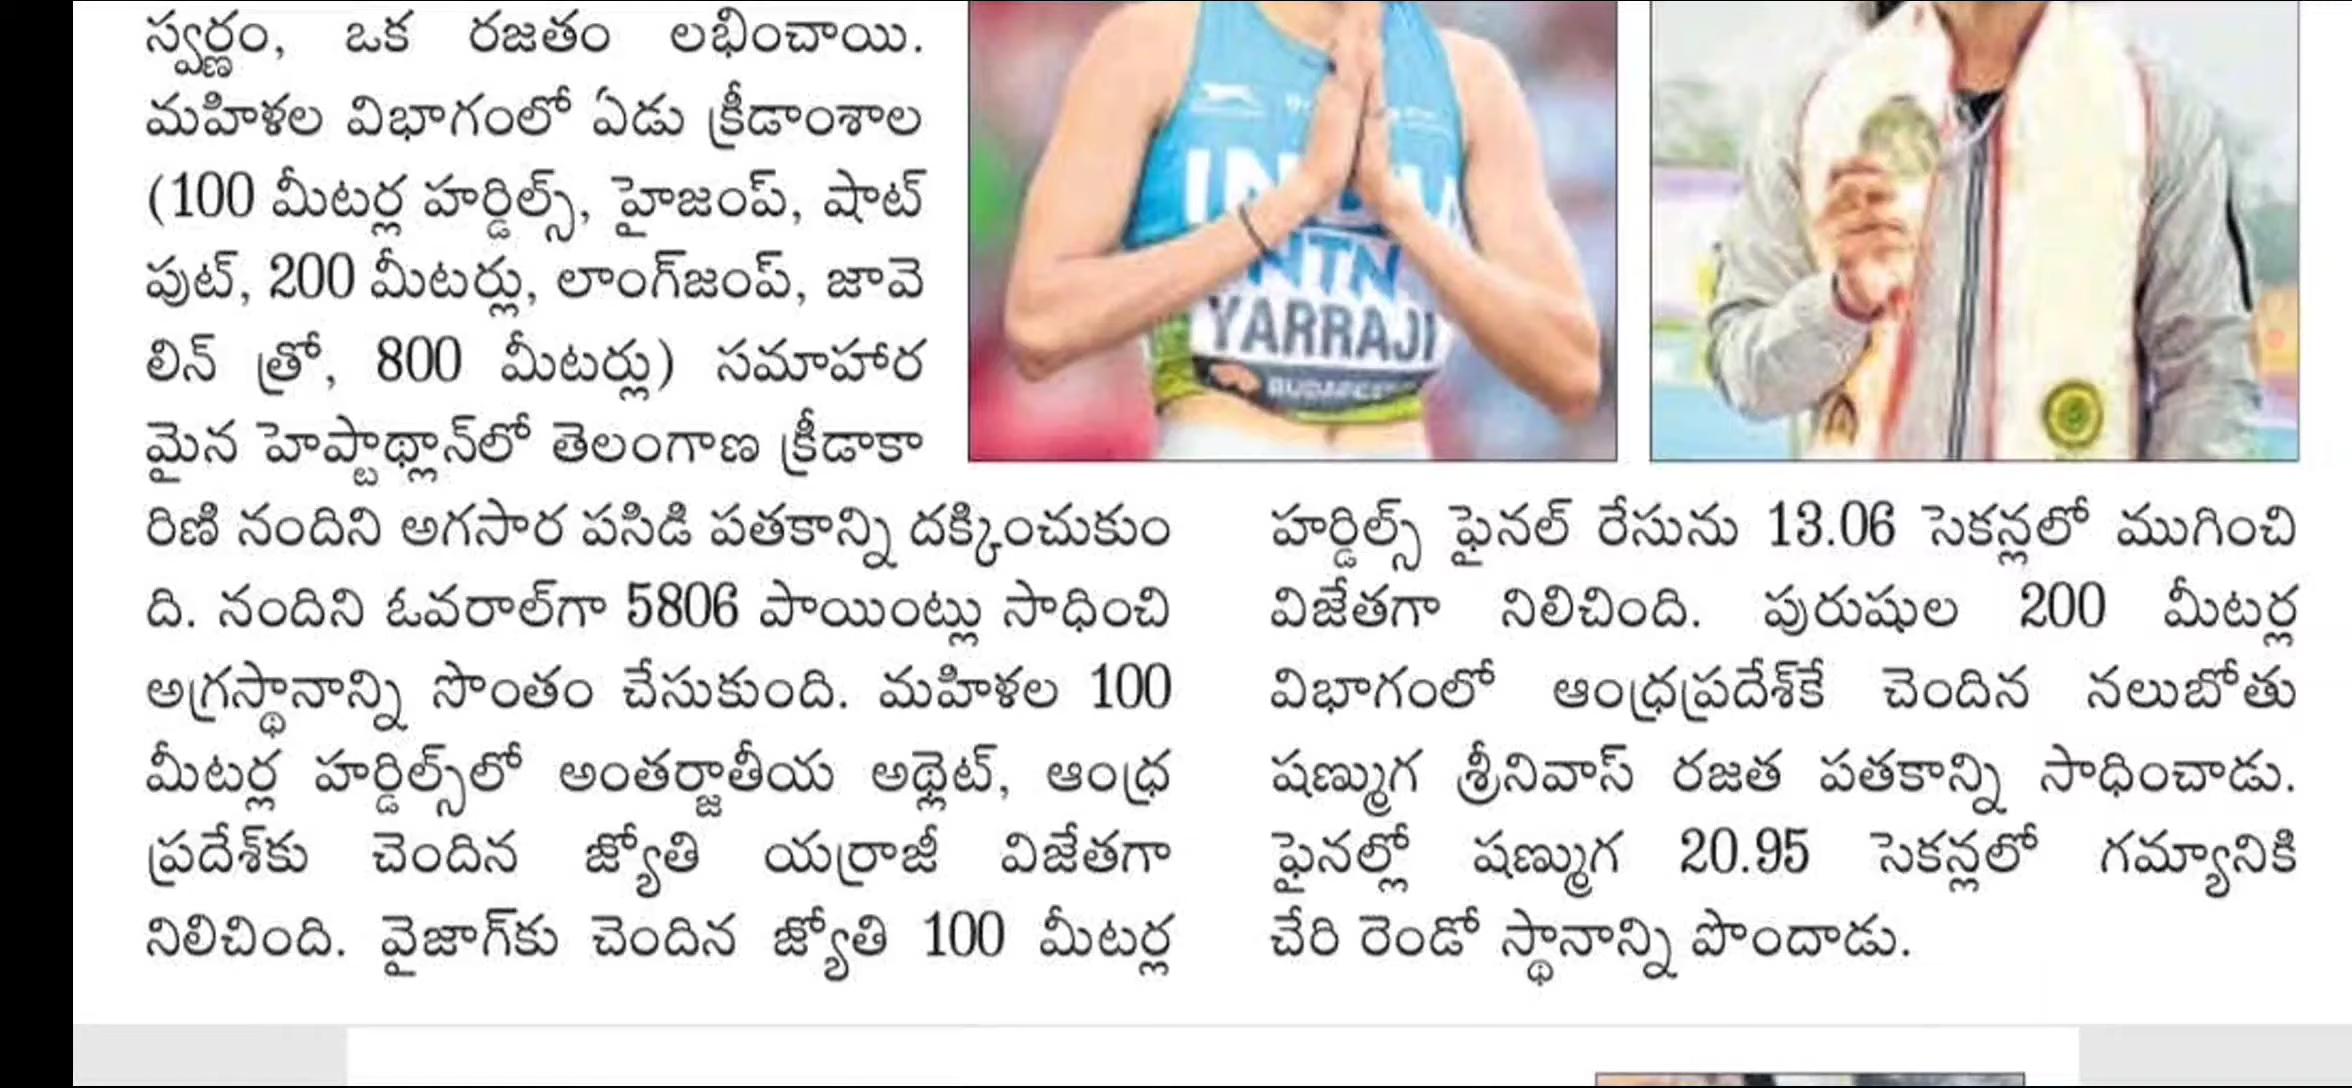 స్వర్ణం, ఒక రజతం లభించాయి.
మహిళల విభాగంలో ఏడు క్రీడాంశాల
(100 మీటర్ల హర్డిల్స్, హైజంప్, షాట్
పుట్, 200 మీటర్లు, లాంగ్‌జంప్, జావె
లిన్ త్రో, 800 మీటర్లు) సమాహార
మైన హెప్టాథ్లాన్‌లో తెలంగాణ క్రీడాకా
రిణి నందిని అగసార పసిడి పతకాన్ని దక్కించుకుం
ది. నందిని ఓవరాల్‌గా 5806 పాయింట్లు సాధించి
అగ్రస్థానాన్ని సొంతం చేసుకుంది. మహిళల 100
మీటర్ల హర్డిల్స్‌లో అంతర్జాతీయ అథ్లెట్, ఆంధ్ర
ప్రదేశ్‌కు చెందిన జ్యోతి యర్రాజీ విజేతగా
నిలిచింది. వైజాగ్‌కు చెందిన జ్యోతి 100 మీటర్ల
INDIA
NTN
YARRAJI
BUDAPEST
హర్డిల్స్ ఫైనల్ రేసును 13.06 సెకన్లలో ముగించి
విజేతగా నిలిచింది. పురుషుల 200 మీటర్ల
విభాగంలో ఆంధ్రప్రదేశ్‌కే చెందిన నలుబోతు
షణ్ముగ శ్రీనివాస్ రజత పతకాన్ని సాధించాడు.
ఫైనల్లో షణ్ముగ 20.95 సెకన్లలో గమ్యానికి
చేరి రెండో స్థానాన్ని పొందాడు.